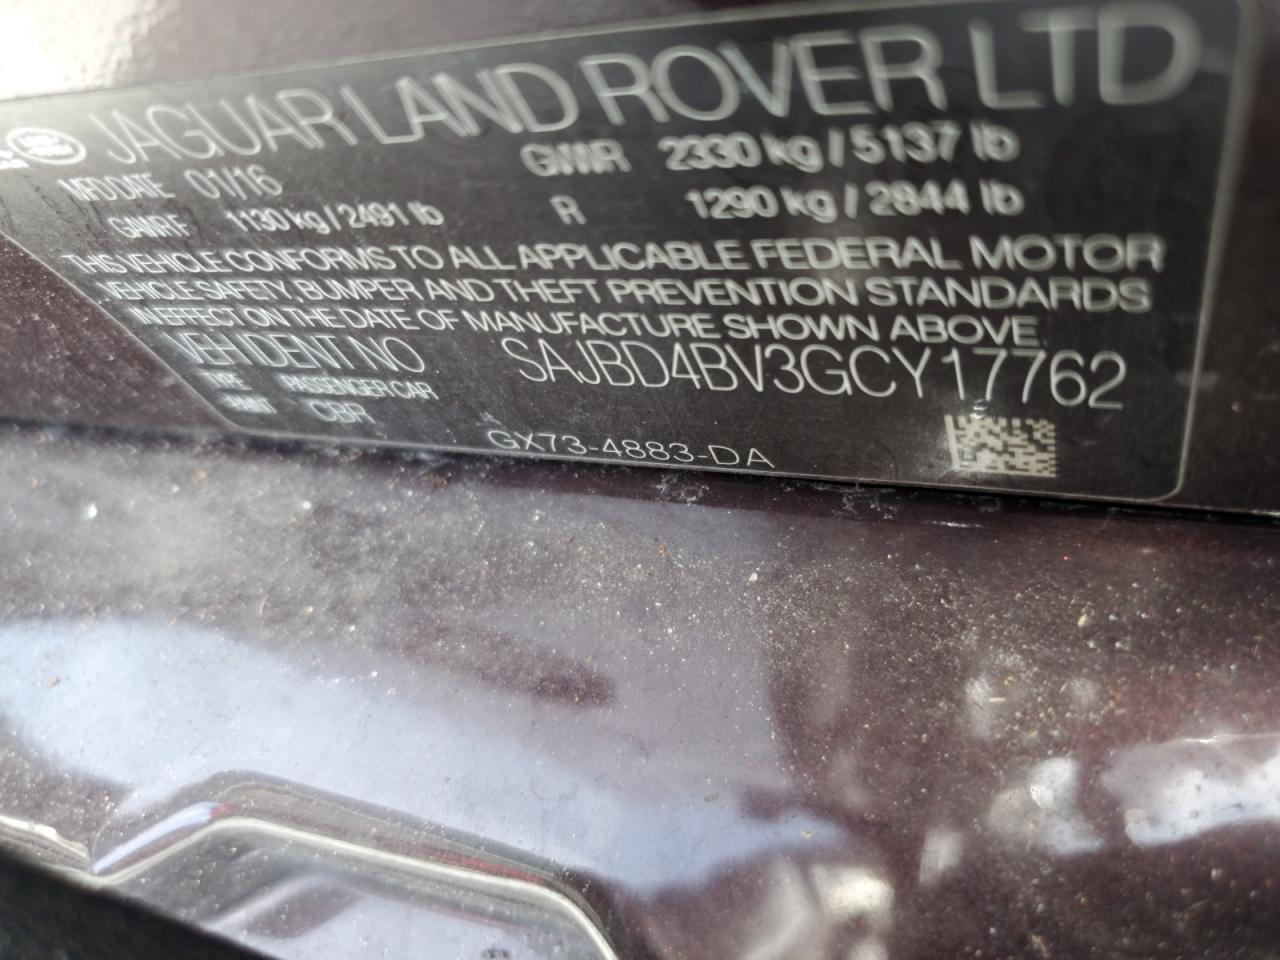 JAGUAR LAND ROVER LTD
MFD DATE 01/16 GVWR 2330 kg / 5137 lb
GAWR F 1130 kg / 2491 lb R 1290 kg / 2844 lb
THIS VEHICLE CONFORMS TO ALL APPLICABLE FEDERAL MOTOR
VEHICLE SAFETY, BUMPER AND THEFT PREVENTION STANDARDS
IN EFFECT ON THE DATE OF MANUFACTURE SHOWN ABOVE.
VEH IDENT NO SAJBD4BV3GCY17762
TYPE PASSENGER CAR
PAINT CBR
GX73-4883-DA